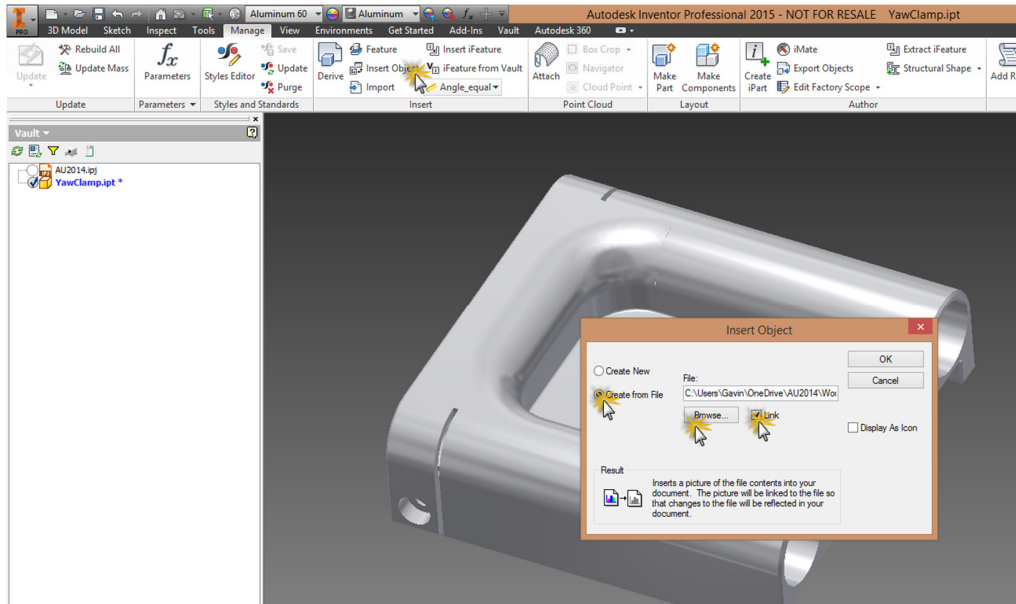 Aluminum 60
Aluminum
Autodesk Inventor Professional 2015 - NOT FOR RESALE YawClamp.ipt
PRO
3D Model Sketch Inspect Tools Manage View Environments Get Started Add-Ins Vault Autodesk 360
Update
Rebuild All
Update Mass
Update
Parameters
Parameters
Styles Editor
Save
Update
Purge
Styles and Standards
Derive
Feature
Insert Object
Import
Insert iFeature
iFeature from Vault
Angle_equal
Insert
Attach
Box Crop
Navigator
Cloud Point
Point Cloud
Make Part
Make Components
Layout
Create iPart
iMate
Export Objects
Edit Factory Scope
Extract iFeature
Structural Shape
Author
Add R
Vault
AU2014.ipj
YawClamp.ipt *
Insert Object
Create New
Create from File
File:
C:\Users\Gavin\OneDrive\AU2014\Wor
Browse...
Link
OK
Cancel
Display As Icon
Result
Inserts a picture of the file contents into your
document. The picture will be linked to the file so
that changes to the file will be reflected in your
document.